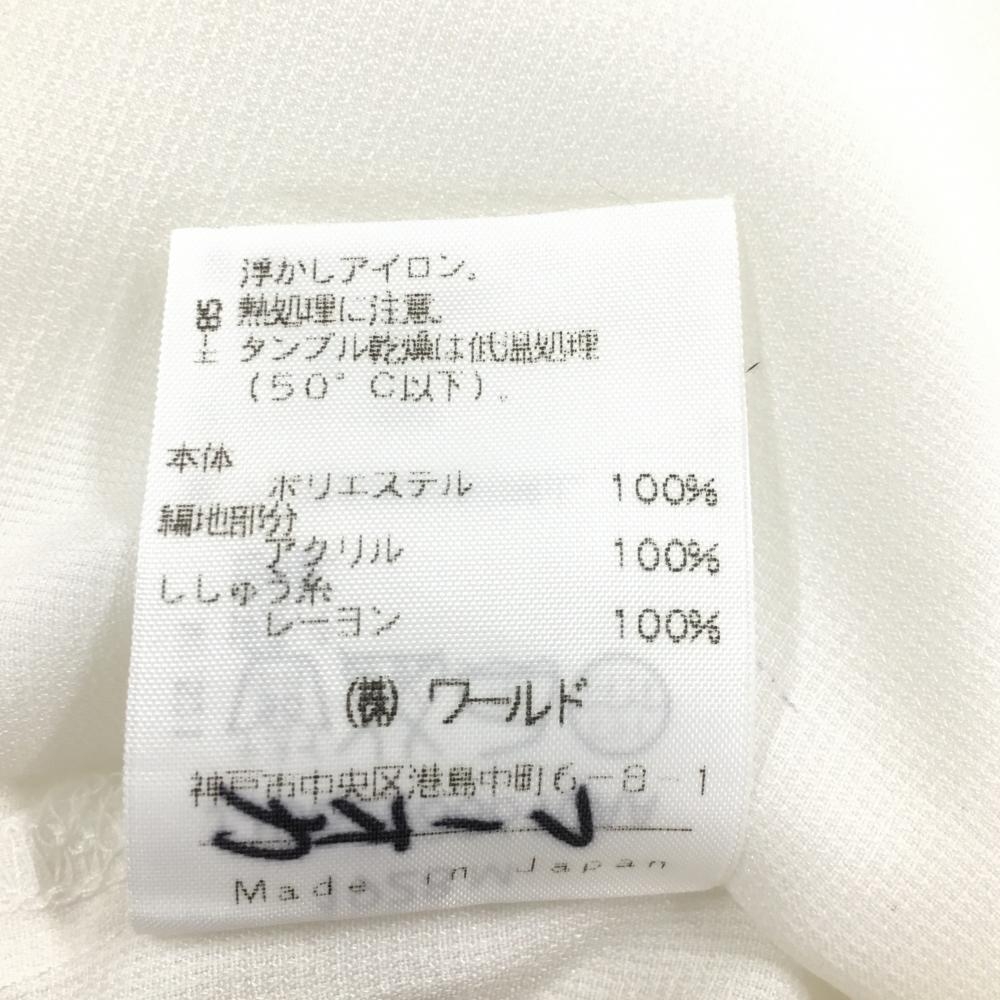 浮かしアイロン。
熱処理に注意。
タンブル乾燥は低温処理
(50°C以下)。
本体
ポリエステル 100%
編地部分
アクリル 100%
ししゅう糸
レーヨン 100%
(株) ワールド
神戸市中央区港島中町6-8-1
Made in Japan